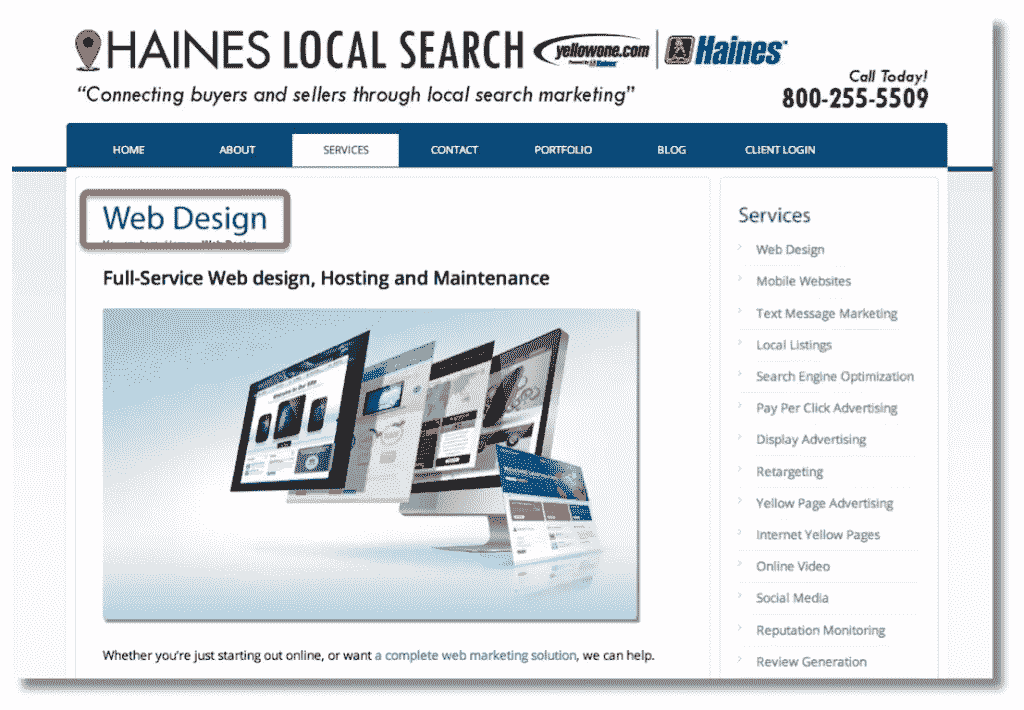 HAINES LOCAL SEARCH yellowone.com Haines
"Connecting buyers and sellers through local search marketing"
Call Today!
800-255-5509
HOME ABOUT SERVICES CONTACT PORTFOLIO BLOG CLIENT LOGIN
Web Design
Full-Service Web design, Hosting and Maintenance
Whether you're just starting out online, or want a complete web marketing solution, we can help.
Services
Web Design
Mobile Websites
Text Message Marketing
Local Listings
Search Engine Optimization
Pay Per Click Advertising
Display Advertising
Retargeting
Yellow Page Advertising
Internet Yellow Pages
Online Video
Social Media
Reputation Monitoring
Review Generation